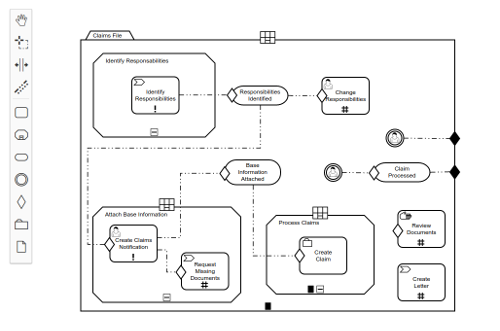 Claims File
Identify Responsabilities
Identify
Responsibilities
Responsibilities
Identified
Change
Responsibilities
Base
Information
Attached
Claim
Processed
Attach Base Information
Create Claims
Notification
Request
Missing
Documents
Process Claims
Create
Claim
Review
Documents
Create
Letter